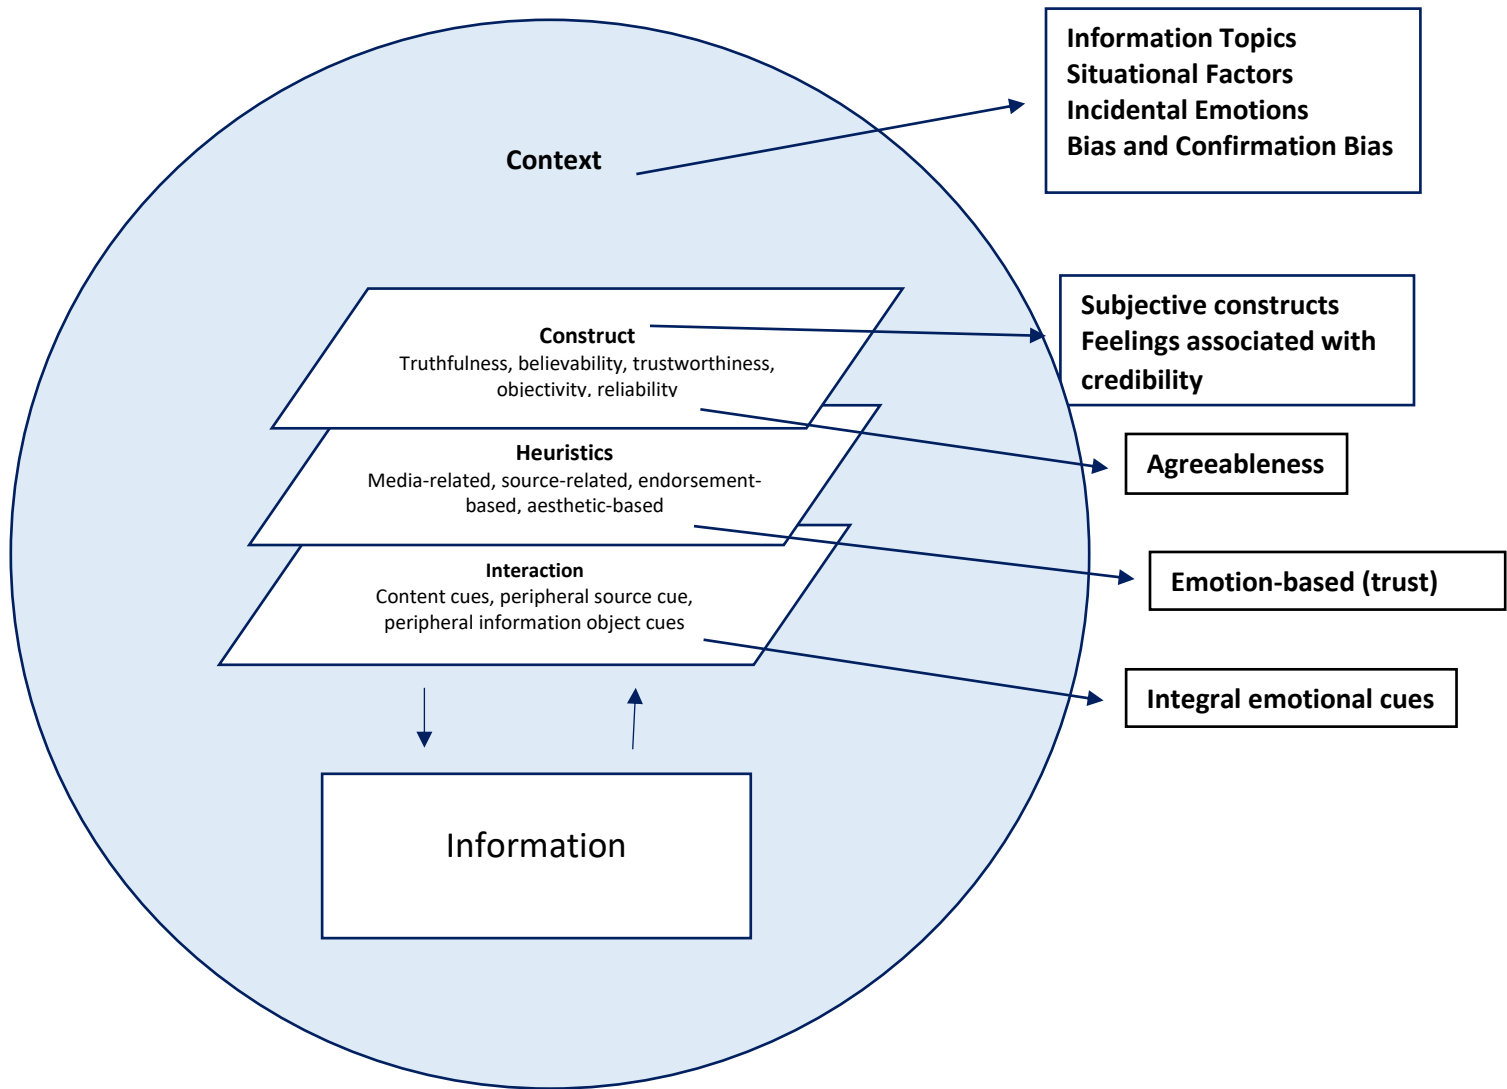 Information Topics
Situational Factors
Incidental Emotions
Bias and Confirmation Bias
Context
Subjective constructs
Feelings associated with
credibility
Construct
Truthfulness, believability, trustworthiness,
objectivity, reliability
Agreeableness
Heuristics
Media-related, source-related, endorsement-
based, aesthetic-based
Emotion-based (trust)
Interaction
Content cues, peripheral source cue,
peripheral information object cues
Integral emotional cues
Information